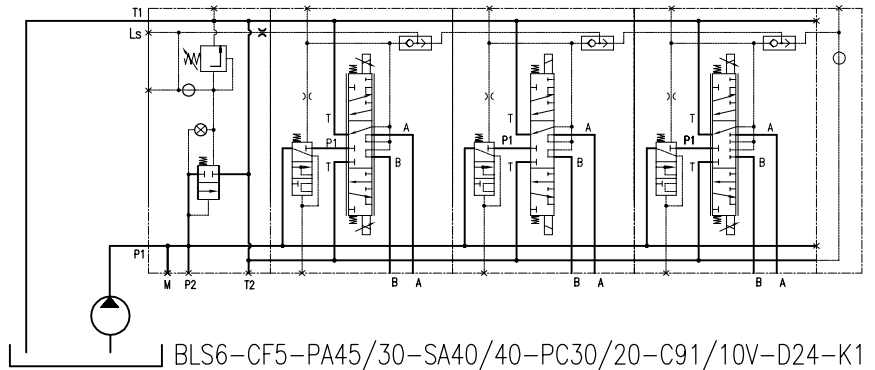 T1
Ls
T
P1
T
A
B
T
P1
T
A
B
T
P1
T
A
B
P1
M P2 T2 B A B A B A
BLS6-CF5-PA45/30-SA40/40-PC30/20-C91/10V-D24-K1